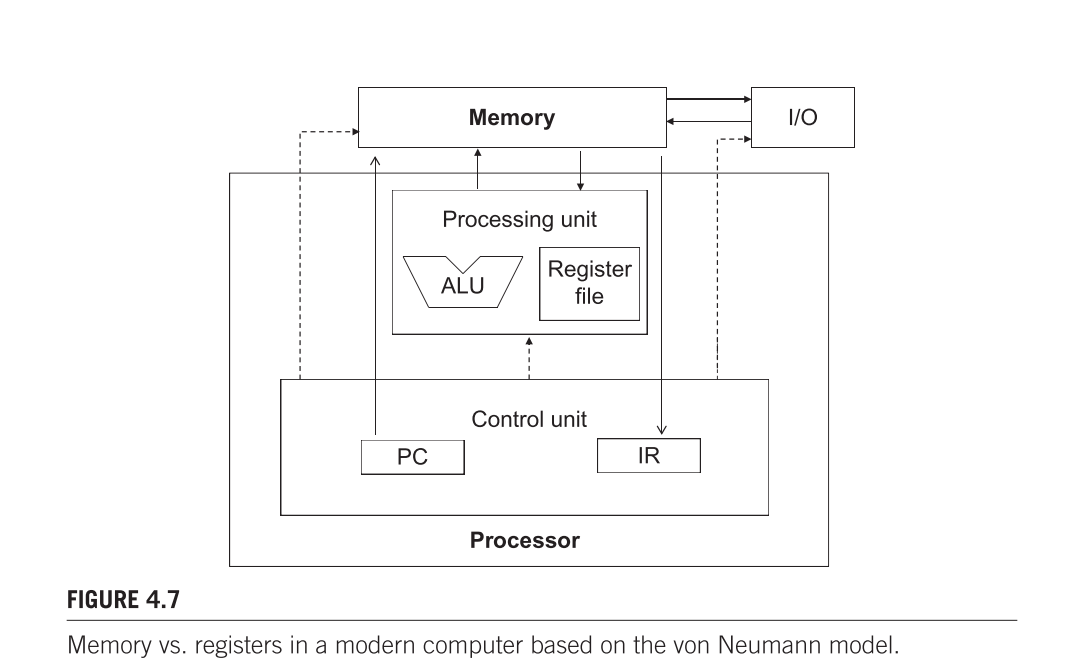 Memory
I/O
Processing unit
ALU
Register
file
Control unit
PC
IR
Processor
FIGURE 4.7
Memory vs. registers in a modern computer based on the von Neumann model.